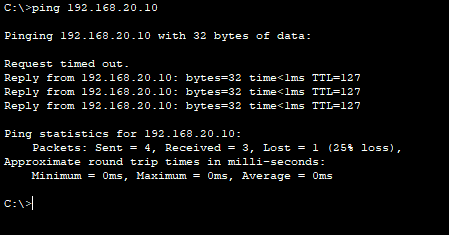 C:\>ping 192.168.20.10
Pinging 192.168.20.10 with 32 bytes of data:
Request timed out.
Reply from 192.168.20.10: bytes=32 time<1ms TTL=127
Reply from 192.168.20.10: bytes=32 time<1ms TTL=127
Reply from 192.168.20.10: bytes=32 time<1ms TTL=127
Ping statistics for 192.168.20.10:
    Packets: Sent = 4, Received = 3, Lost = 1 (25% loss),
Approximate round trip times in milli-seconds:
    Minimum = 0ms, Maximum = 0ms, Average = 0ms
C:\>